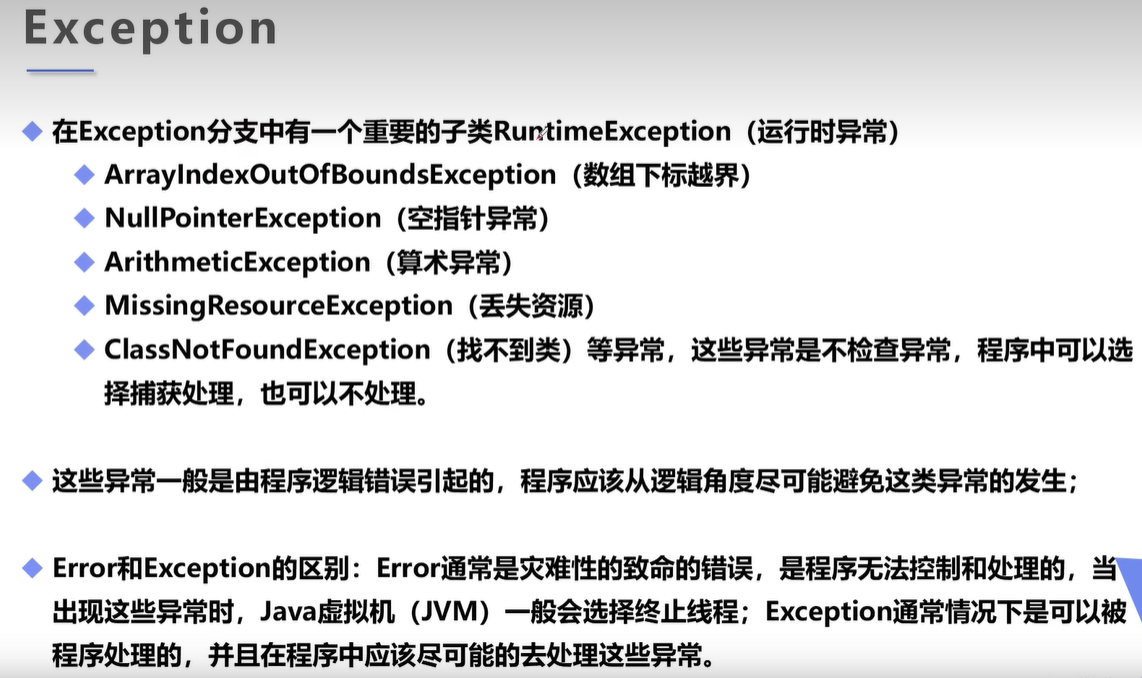 Exception
在Exception分支中有一个重要的子类RuntimeException（运行时异常）
ArrayIndexOutOfBoundsException（数组下标越界）
NullPointerException（空指针异常）
ArithmeticException（算术异常）
MissingResourceException（丢失资源）
ClassNotFoundException（找不到类）等异常，这些异常是不检查异常，程序中可以选
择捕获处理，也可以不处理。
这些异常一般是由程序逻辑错误引起的，程序应该从逻辑角度尽可能避免这类异常的发生；
Error和Exception的区别：Error通常是灾难性的致命的错误，是程序无法控制和处理的，当
出现这些异常时，Java虚拟机（JVM）一般会选择终止线程；Exception通常情况下是可以被
程序处理的，并且在程序中应该尽可能的去处理这些异常。